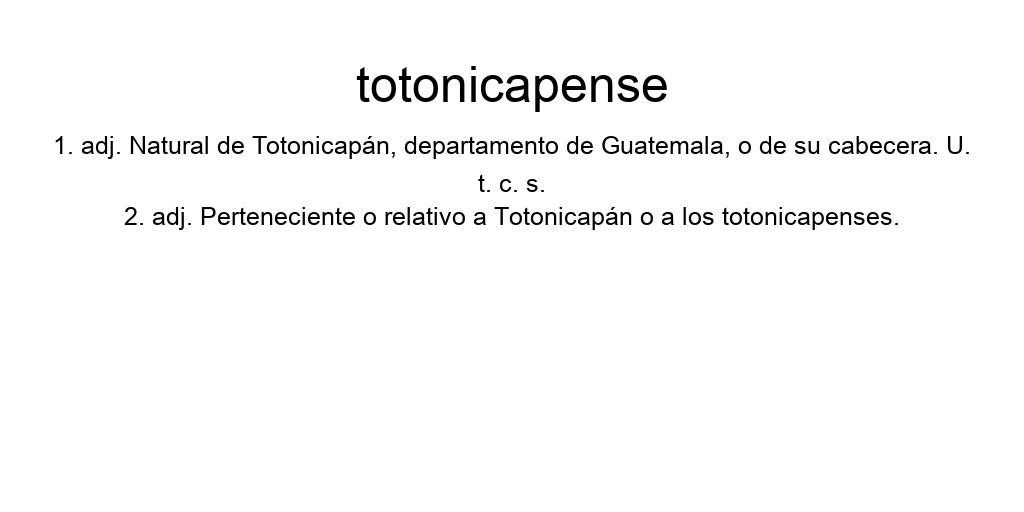 totonicapense
1. adj. Natural de Totonicapán, departamento de Guatemala, o de su cabecera. U.
t. c. s.
2. adj. Perteneciente o relativo a Totonicapán o a los totonicapenses.